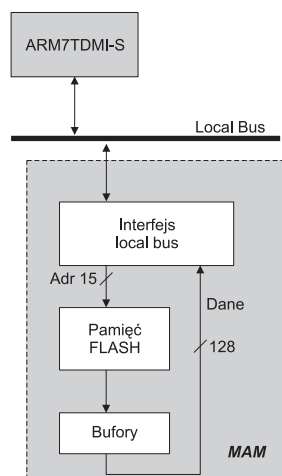 ARM7TDMI-S
Local Bus
Interfejs
local bus
Adr 15
Dane
Pamięć
FLASH
128
Bufory
MAM